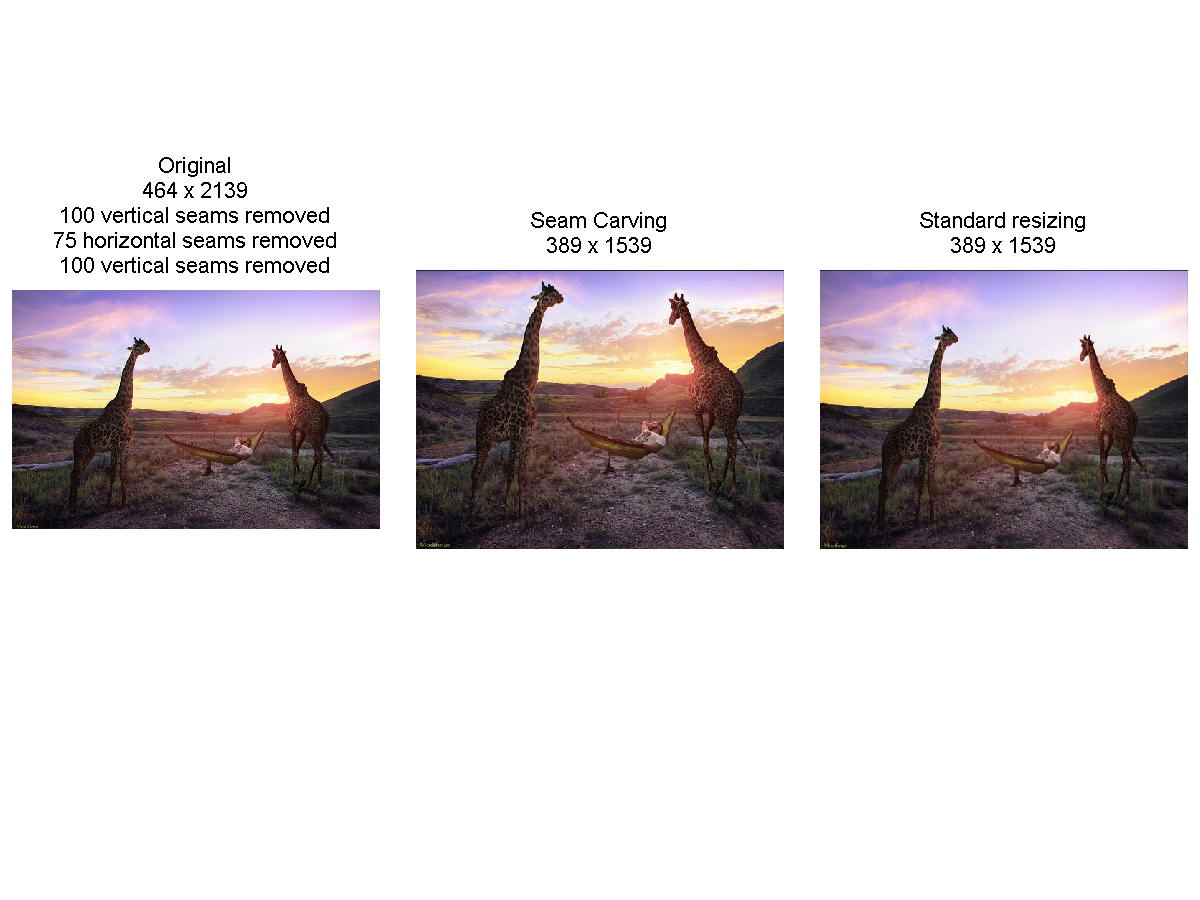 Original
464 x 2139
100 vertical seams removed
75 horizontal seams removed
100 vertical seams removed
Seam Carving
389 x 1539
Standard resizing
389 x 1539